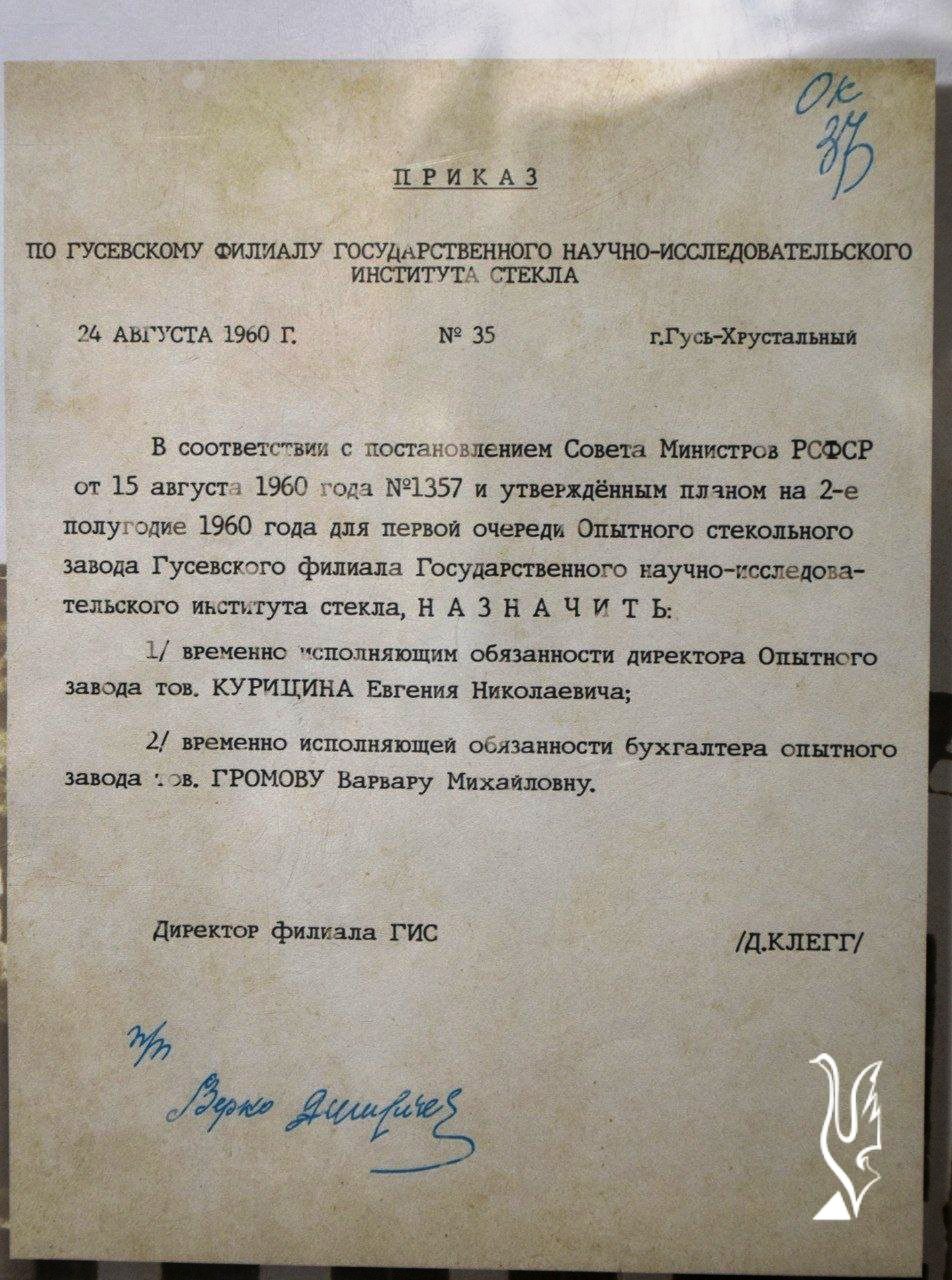 Ок
ПРИКАЗ
ПО ГУСЕВСКОМУ ФИЛИАЛУ ГОСУДАРСТВЕННОГО НАУЧНО-ИССЛЕДОВАТЕЛЬСКОГО
ИНСТИТУТА СТЕКЛА
24 АВГУСТА 1960 Г. № 35 г.Гусь-Хрустальный
В соответствии с постановлением Совета Министров РСФСР
от 15 августа 1960 года №1357 и утверждённым планом на 2-е
полугодие 1960 года для первой очереди Опытного стекольного
завода Гусевского филиала Государственного научно-исследова-
тельского института стекла, Н А З Н А Ч И Т Ь:
1/ временно исполняющим обязанности директора Опытного
завода тов. КУРИЦИНА Евгения Николаевича;
2/ временно исполняющей обязанности бухгалтера опытного
завода тов. ГРОМОВУ Варвару Михайловну.
Директор филиала ГИС /Д.КЛЕГГ/
Верно